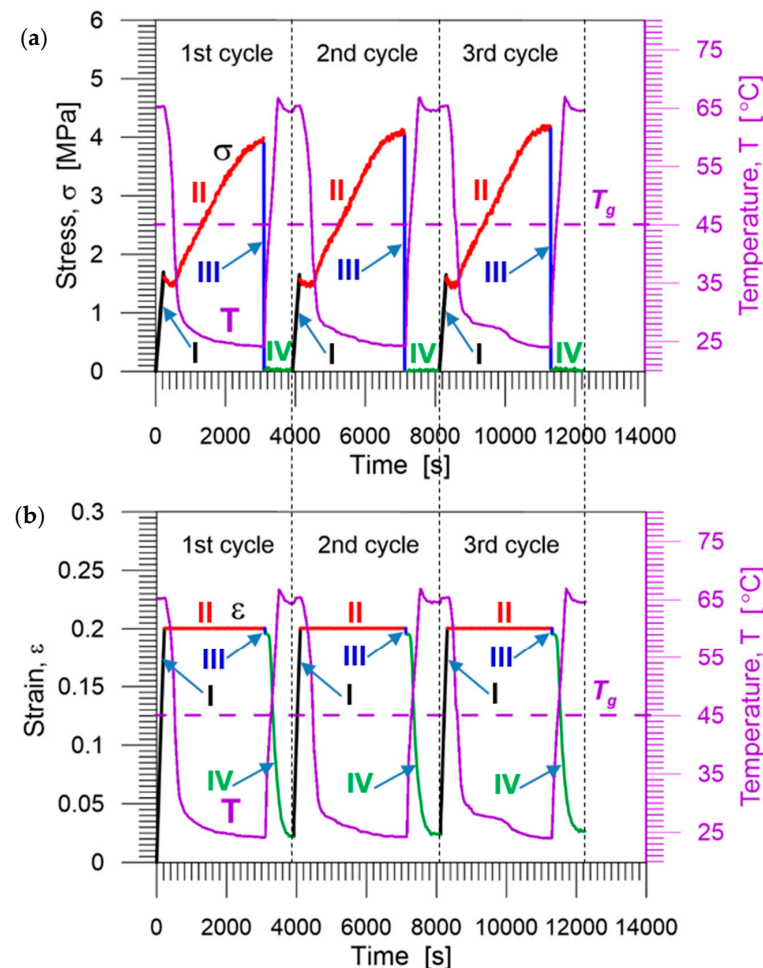 (a)
6
5
4
3
2
1
0
Stress, σ [MPa]
1st cycle
2nd cycle
3rd cycle
σ
II
II
II
III
III
III
T
I
I
I
IV
IV
IV
Tg
75
65
55
45
35
25
Temperature, T [°C]
0 2000 4000 6000 8000 10000 12000 14000
Time [s]
(b)
0.3
0.25
0.2
0.15
0.1
0.05
0
Strain, ε
1st cycle
2nd cycle
3rd cycle
II
ε
II
II
III
III
III
I
I
I
IV
IV
IV
T
Tg
75
65
55
45
35
25
Temperature, T [°C]
0 2000 4000 6000 8000 10000 12000 14000
Time [s]